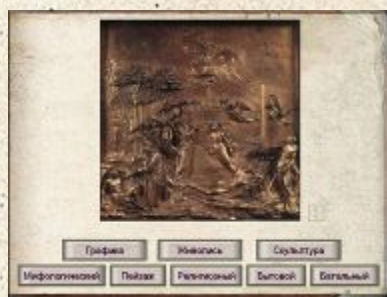 Графика Живопись Скульптура
Мифологический Пейзаж Религиозный Бытовой Батальный